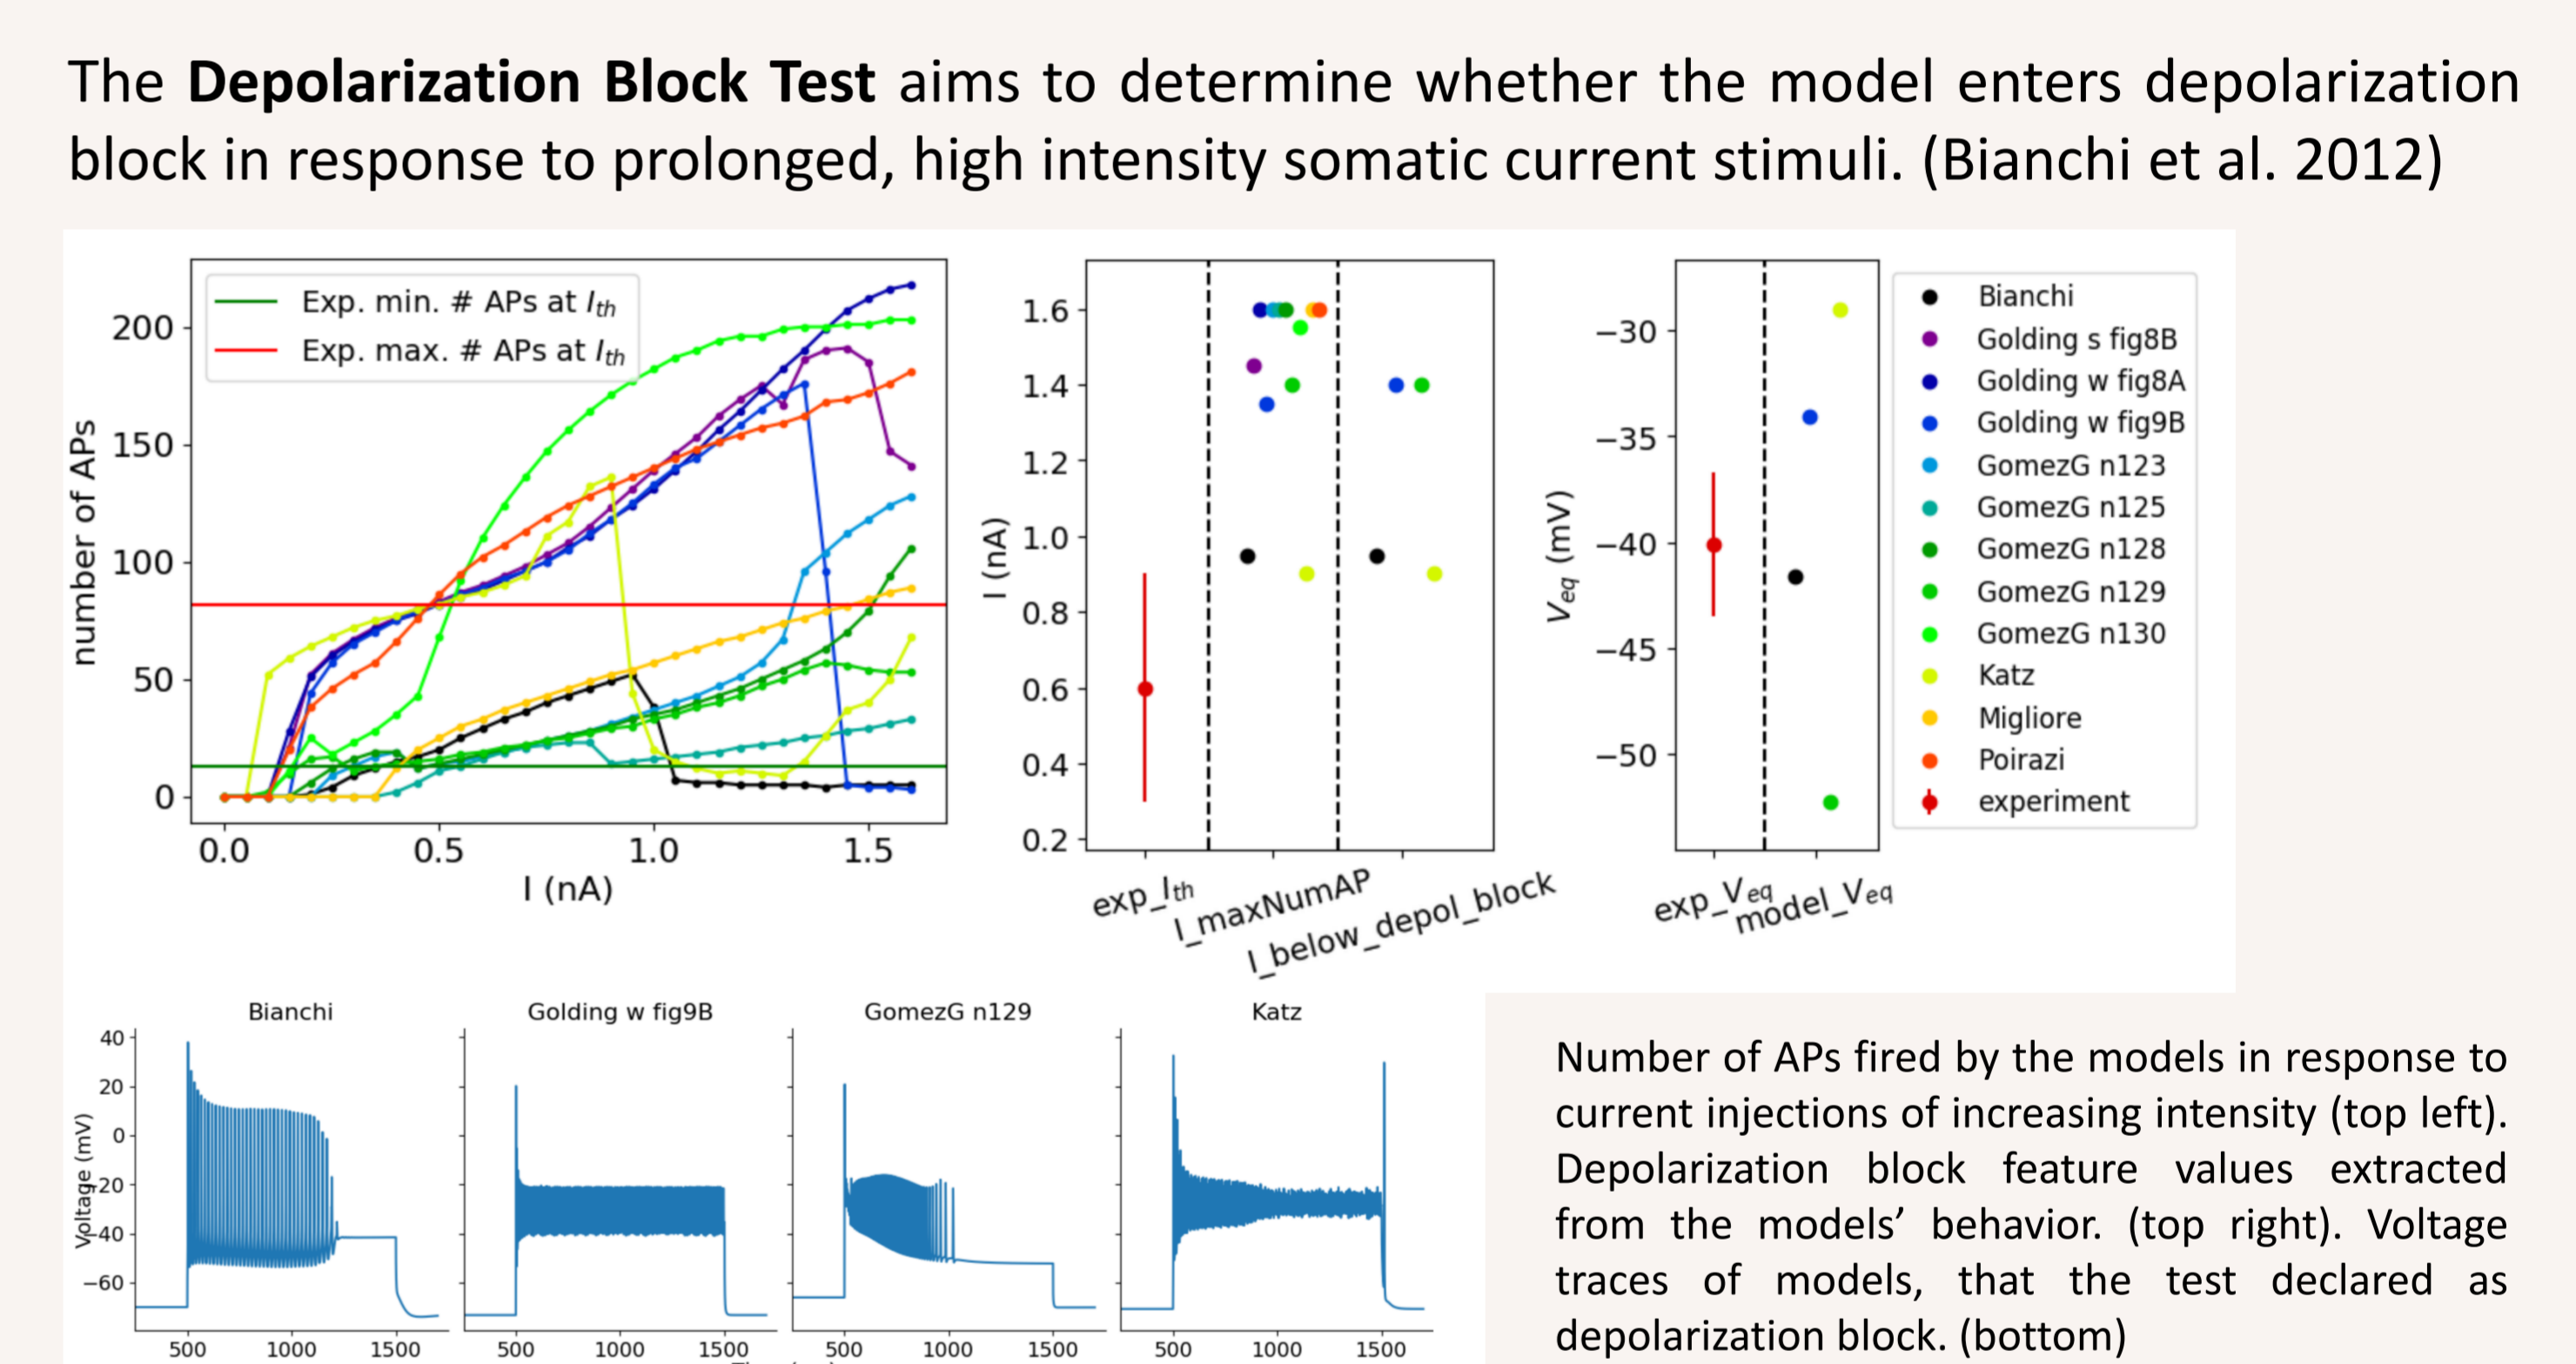 The Depolarization Block Test aims to determine whether the model enters depolarization
block in response to prolonged, high intensity somatic current stimuli. (Bianchi et al. 2012)
Exp. min. # APs at Ith
Exp. max. # APs at Ith
number of APs
200
150
100
50
0
0.0 0.5 1.0 1.5
I (nA)
I (nA)
1.6
1.4
1.2
1.0
0.8
0.6
0.4
0.2
exp_Ith
I_maxNumAP
I_below_depol_block
Veq (mV)
−30
−35
−40
−45
−50
exp_Veq
model_Veq
Bianchi
Golding s fig8B
Golding w fig8A
Golding w fig9B
GomezG n123
GomezG n125
GomezG n128
GomezG n129
GomezG n130
Katz
Migliore
Poirazi
experiment
Bianchi
Golding w fig9B
GomezG n129
Katz
Voltage (mV)
40
20
0
−20
−40
−60
500 1000 1500
500 1000 1500
500 1000 1500
500 1000 1500
Number of APs fired by the models in response to
current injections of increasing intensity (top left).
Depolarization block feature values extracted
from the models’ behavior. (top right). Voltage
traces of models, that the test declared as
depolarization block. (bottom)